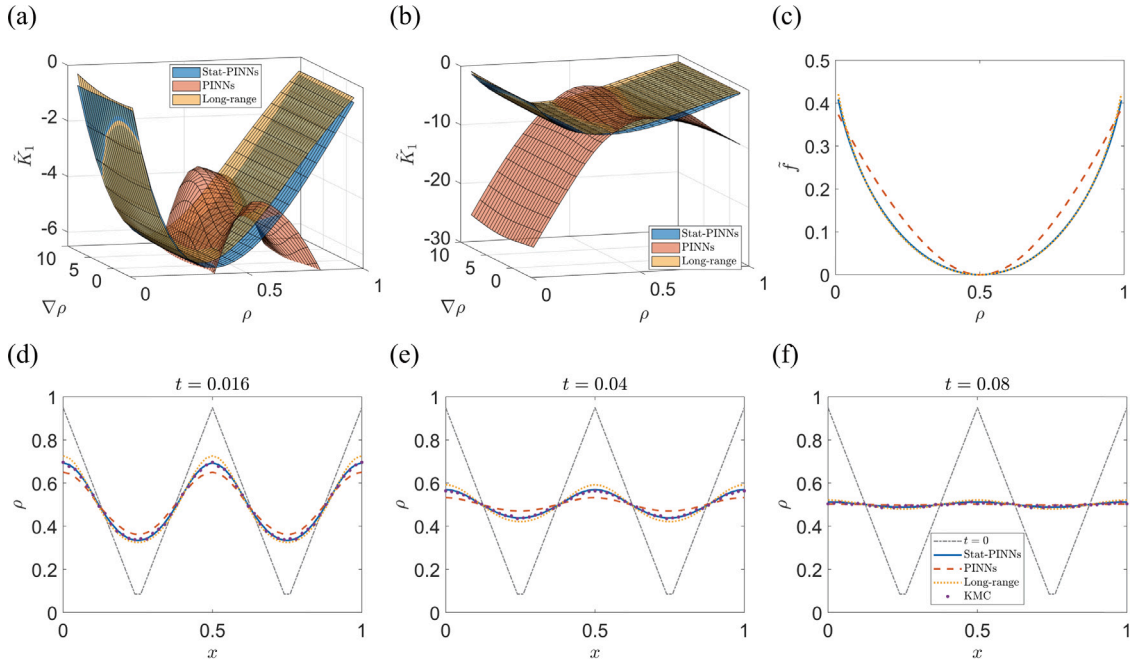 (a)
(b)
(c)
0
-2
-4
-6
K̃₁
10
5
0
∇ρ
0
0.5
1
ρ
Stat-PINNs
PINNs
Long-range
0
-10
-20
-30
K̃₁
10
5
0
∇ρ
0
0.5
1
ρ
Stat-PINNs
PINNs
Long-range
0.5
0.4
0.3
0.2
0.1
0
f̃
0
0.5
1
ρ
(d)
(e)
(f)
t = 0.016
1
0.8
0.6
0.4
0.2
0
ρ
0
0.5
1
x
t = 0.04
1
0.8
0.6
0.4
0.2
0
ρ
0
0.5
1
x
t = 0.08
1
0.8
0.6
0.4
0.2
0
ρ
t = 0
Stat-PINNs
PINNs
Long-range
KMC
0
0.5
1
x